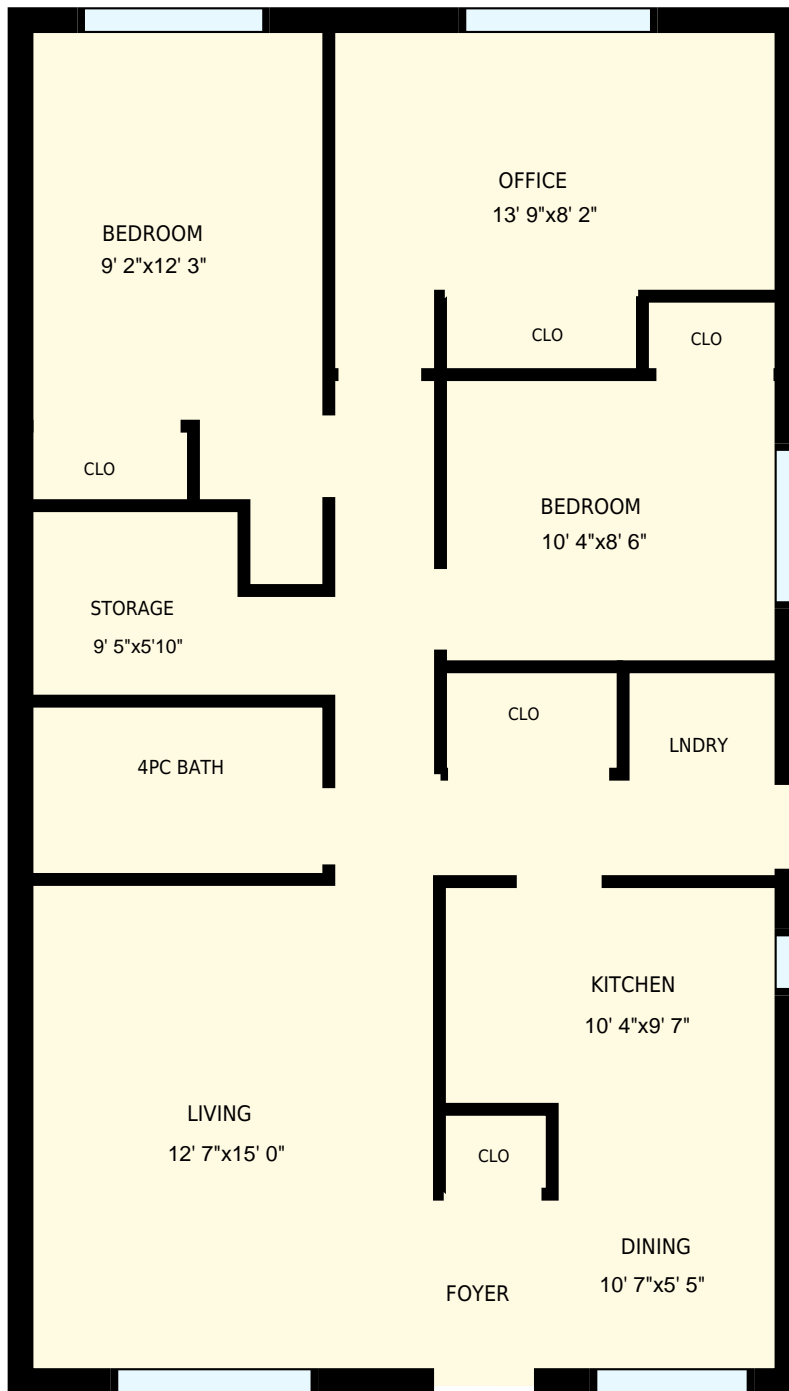 OFFICE
13' 9"x8' 2"
BEDROOM
9' 2"x12' 3"
CLO
CLO
CLO
BEDROOM
10' 4"x8' 6"
STORAGE
9' 5"x5'10"
CLO
LNDRY
4PC BATH
KITCHEN
10' 4"x9' 7"
LIVING
12' 7"x15' 0"
CLO
DINING
10' 7"x5' 5"
FOYER